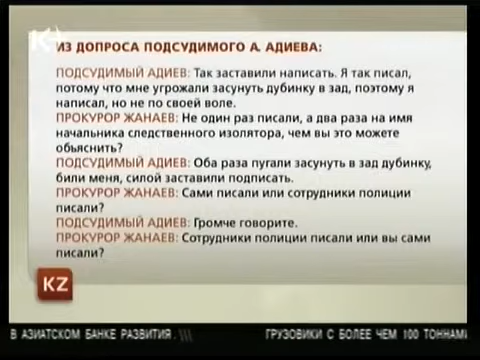 K+
ИЗ ДОПРОСА ПОДСУДИМОГО А. АДИЕВА:
ПОДСУДИМЫЙ АДИЕВ: Так заставили написать. Я так писал,
потому что мне угрожали засунуть дубинку в зад, поэтому я
написал, но не по своей воле.
ПРОКУРОР ЖАНАЕВ: Не один раз писали, а два раза на имя
начальника следственного изолятора, чем вы это можете
объяснить?
ПОДСУДИМЫЙ АДИЕВ: Оба раза пугали засунуть в зад дубинку,
били меня, силой заставили подписать.
ПРОКУРОР ЖАНАЕВ: Сами писали или сотрудники полиции
писали?
ПОДСУДИМЫЙ АДИЕВ: Громче говорите.
ПРОКУРОР ЖАНАЕВ: Сотрудники полиции писали или вы сами
писали?
KZ
В АЗИАТСКОМ БАНКЕ РАЗВИТИЯ. ГРУЗОВИКИ С БОЛЕЕ ЧЕМ 100 ТОННАМИ